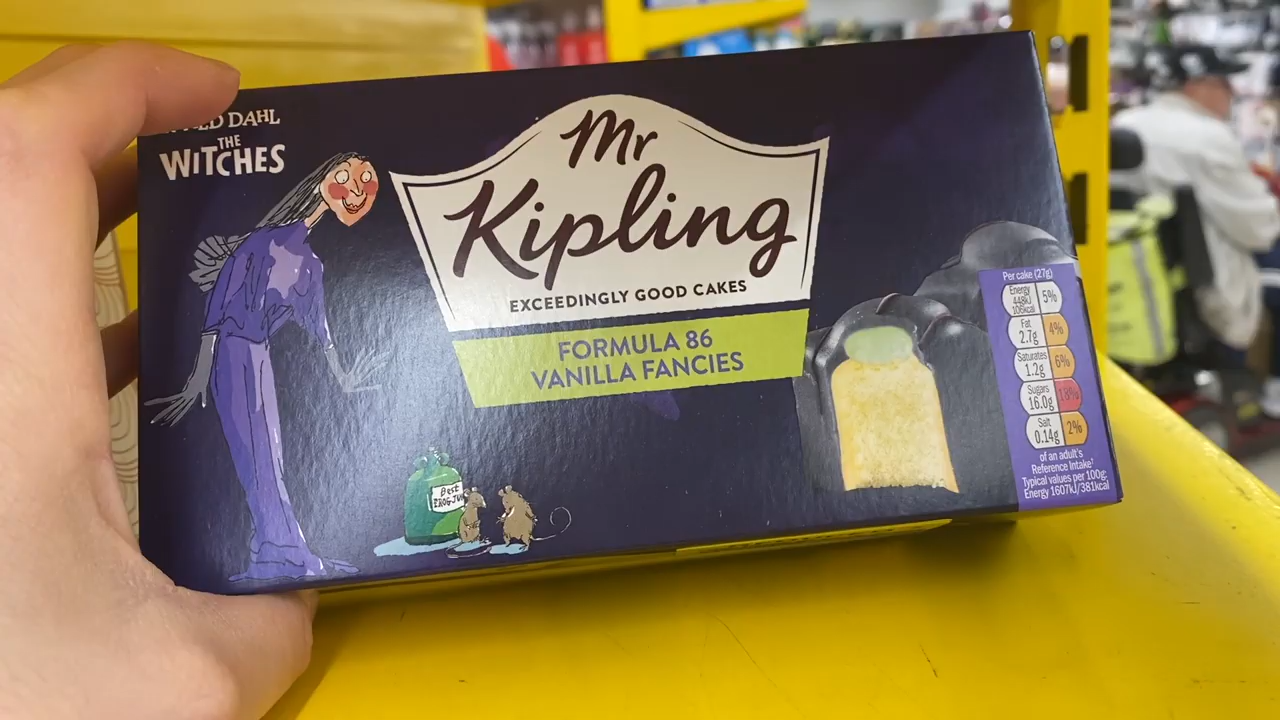 DAHL
THE
WITCHES
Mr
Kipling
EXCEEDINGLY GOOD CAKES
FORMULA 86
VANILLA FANCIES
Best
Per cake (27g)
Energy
448kJ
106kcal
5%
Fat
2.7g
4%
Saturates
1.2g
6%
Sugars
16.0g
18%
Salt
0.14g
2%
of an adult's
Reference Intake†
Typical values per 100g:
Energy 1607kJ/381kcal